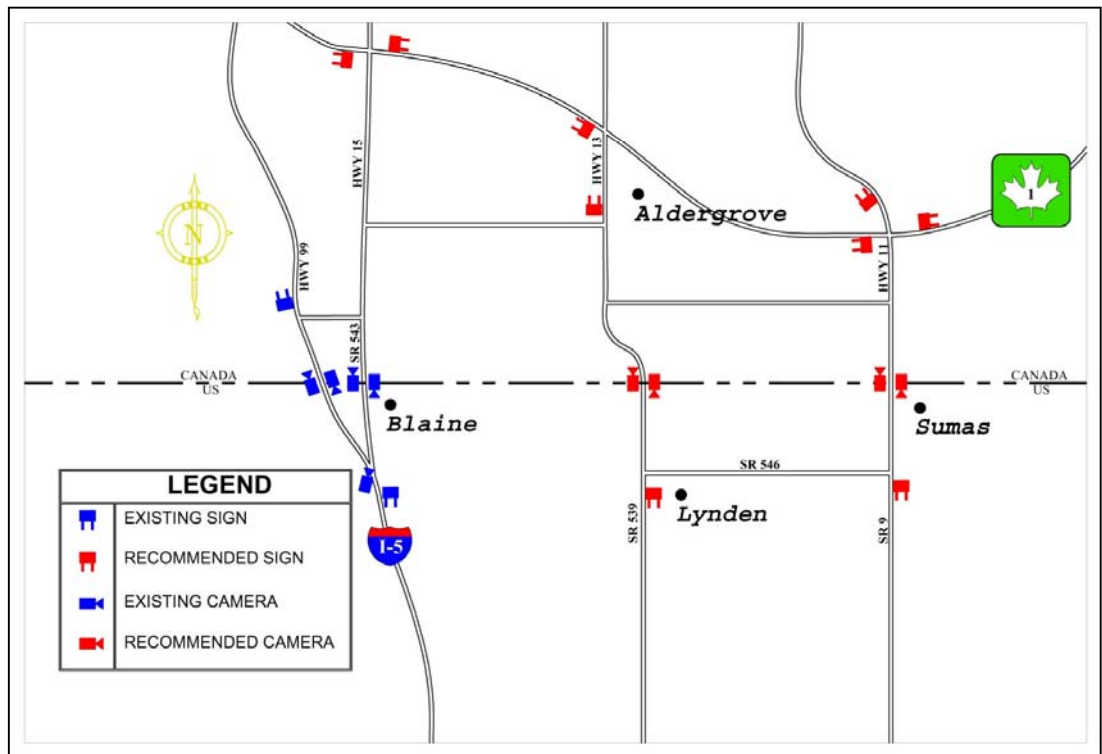 HWY 15
HWY 13
1
Aldergrove
N
HWY 99
HWY 11
SR 543
CANADA
US
CANADA
US
Blaine
Sumas
SR 546
LEGEND
EXISTING SIGN
RECOMMENDED SIGN
EXISTING CAMERA
RECOMMENDED CAMERA
Lynden
SR 539
SR 9
I-5